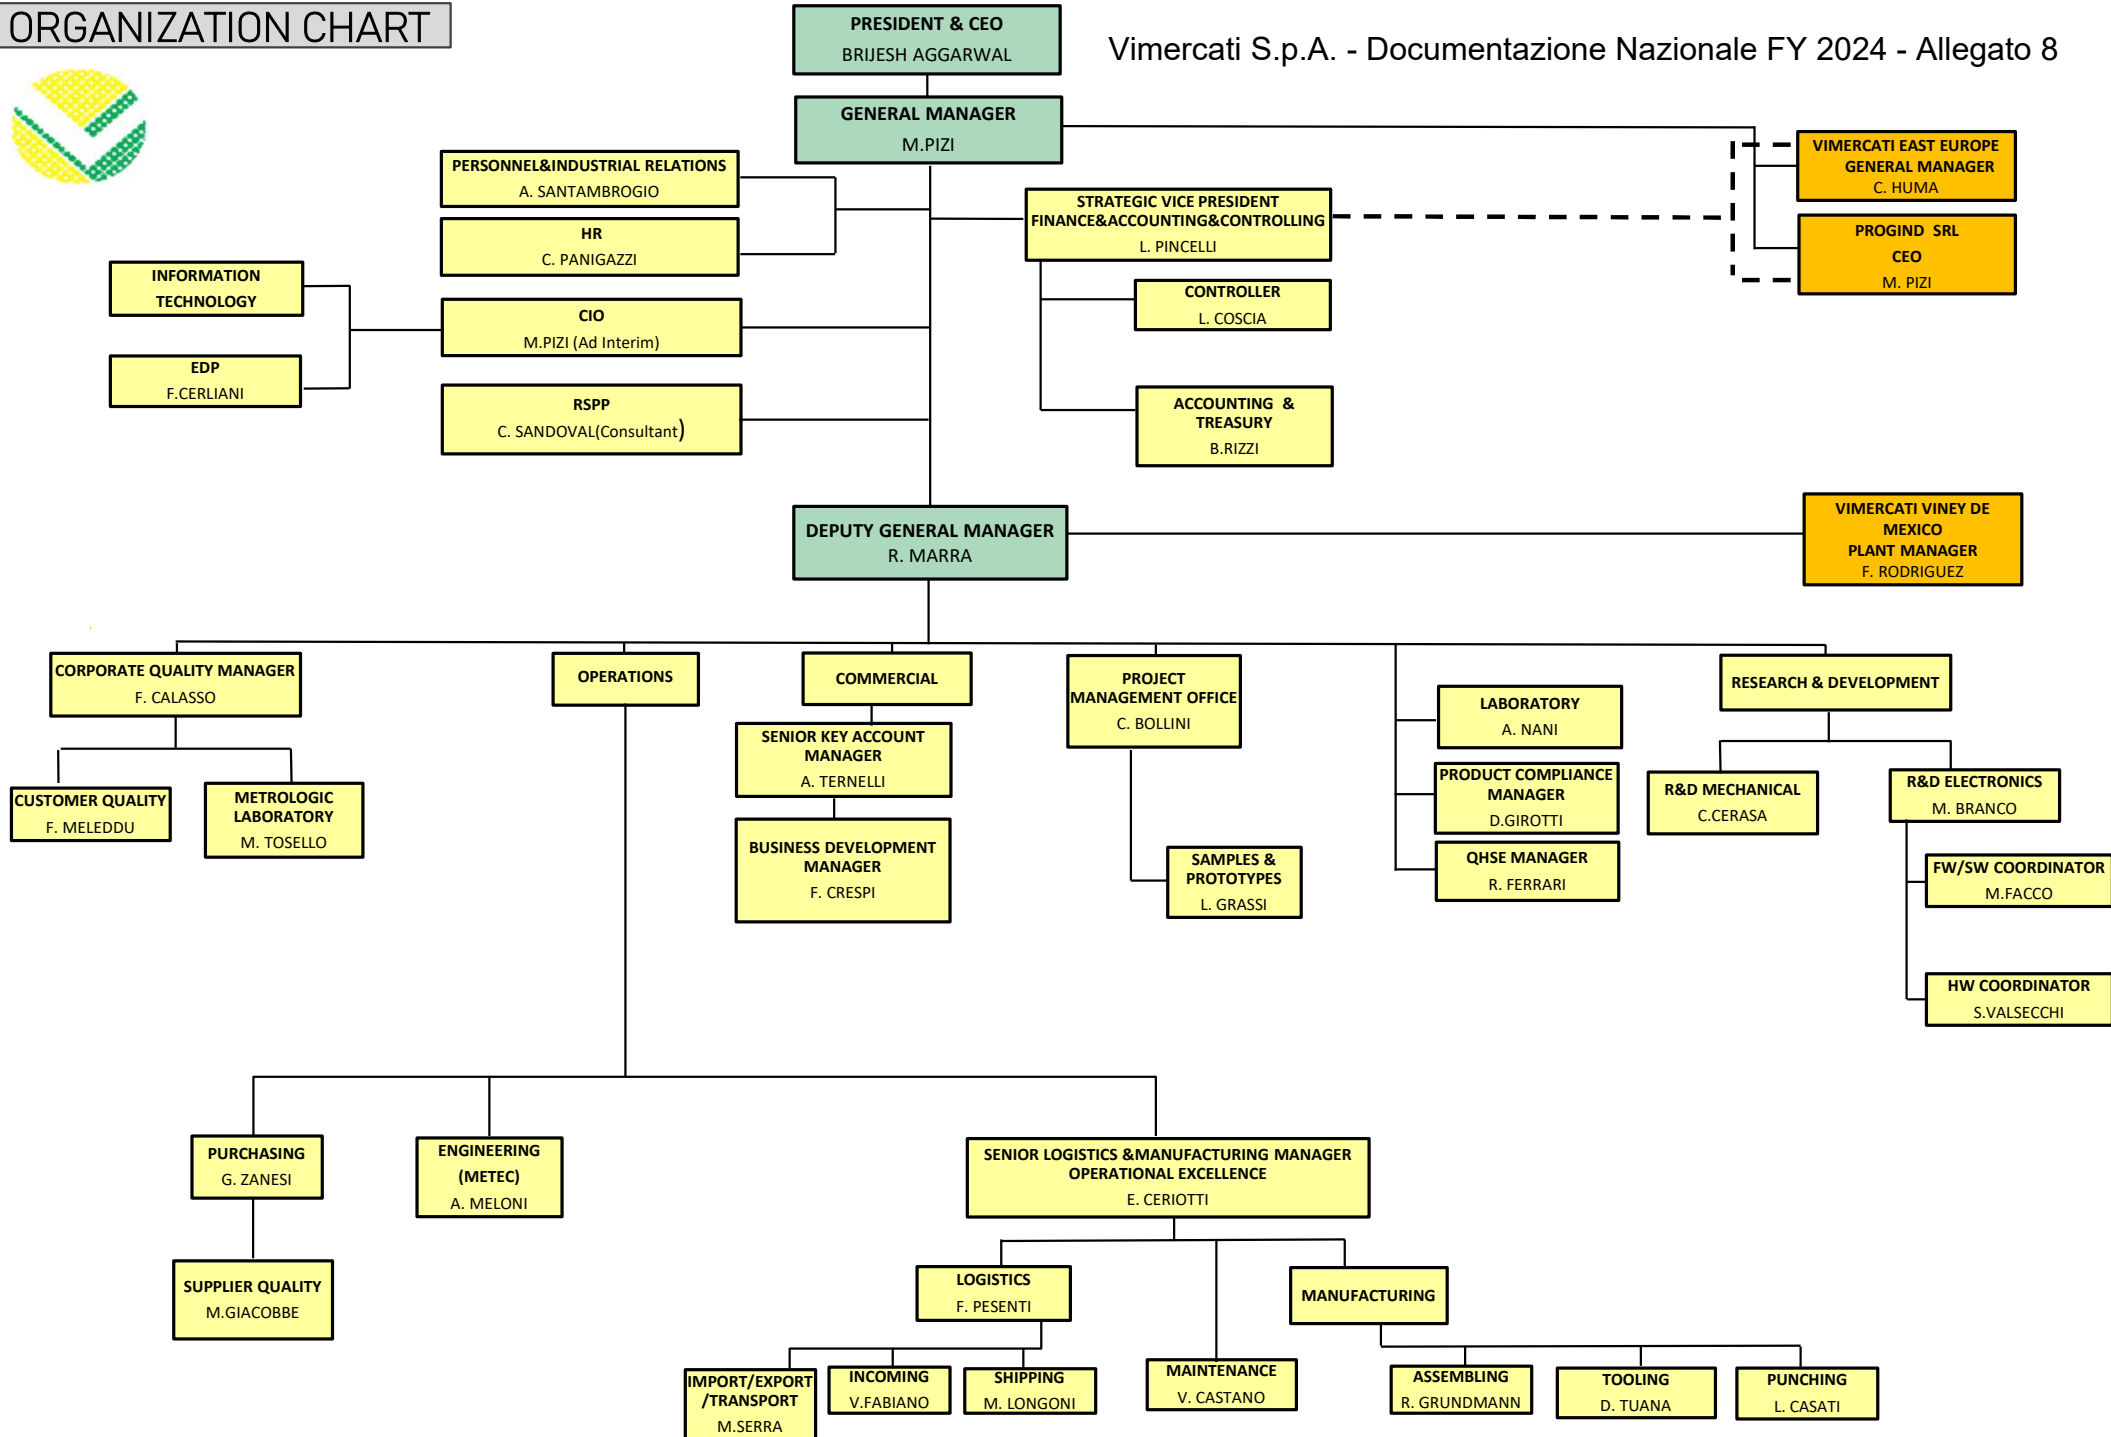 ORGANIZATION CHART
Vimercati S.p.A. - Documentazione Nazionale FY 2024 - Allegato 8
PRESIDENT & CEO
BRIJESH AGGARWAL
GENERAL MANAGER
M.PIZI
VIMERCATI EAST EUROPE
GENERAL MANAGER
C. HUMA
PERSONNEL&INDUSTRIAL RELATIONS
A. SANTAMBROGIO
STRATEGIC VICE PRESIDENT
FINANCE&ACCOUNTING&CONTROLLING
L. PINCELLI
HR
C. PANIGAZZI
PROGIND SRL
CEO
M. PIZI
INFORMATION
TECHNOLOGY
CONTROLLER
L. COSCIA
CIO
M.PIZI (Ad Interim)
EDP
F.CERLIANI
RSPP
C. SANDOVAL(Consultant)
ACCOUNTING &
TREASURY
B.RIZZI
DEPUTY GENERAL MANAGER
R. MARRA
VIMERCATI VINEY DE
MEXICO
PLANT MANAGER
F. RODRIGUEZ
CORPORATE QUALITY MANAGER
F. CALASSO
OPERATIONS
COMMERCIAL
PROJECT
MANAGEMENT OFFICE
C. BOLLINI
RESEARCH & DEVELOPMENT
LABORATORY
A. NANI
SENIOR KEY ACCOUNT
MANAGER
A. TERNELLI
PRODUCT COMPLIANCE
MANAGER
D.GIROTTI
R&D MECHANICAL
C.CERASA
R&D ELECTRONICS
M. BRANCO
CUSTOMER QUALITY
F. MELEDDU
METROLOGIC
LABORATORY
M. TOSELLO
BUSINESS DEVELOPMENT
MANAGER
F. CRESPI
SAMPLES &
PROTOTYPES
L. GRASSI
QHSE MANAGER
R. FERRARI
FW/SW COORDINATOR
M.FACCO
HW COORDINATOR
S.VALSECCHI
PURCHASING
G. ZANESI
ENGINEERING
(METEC)
A. MELONI
SENIOR LOGISTICS &MANUFACTURING MANAGER
OPERATIONAL EXCELLENCE
E. CERIOTTI
SUPPLIER QUALITY
M.GIACOBBE
LOGISTICS
F. PESENTI
MANUFACTURING
IMPORT/EXPORT
/TRANSPORT
M.SERRA
INCOMING
V.FABIANO
SHIPPING
M. LONGONI
MAINTENANCE
V. CASTANO
ASSEMBLING
R. GRUNDMANN
TOOLING
D. TUANA
PUNCHING
L. CASATI